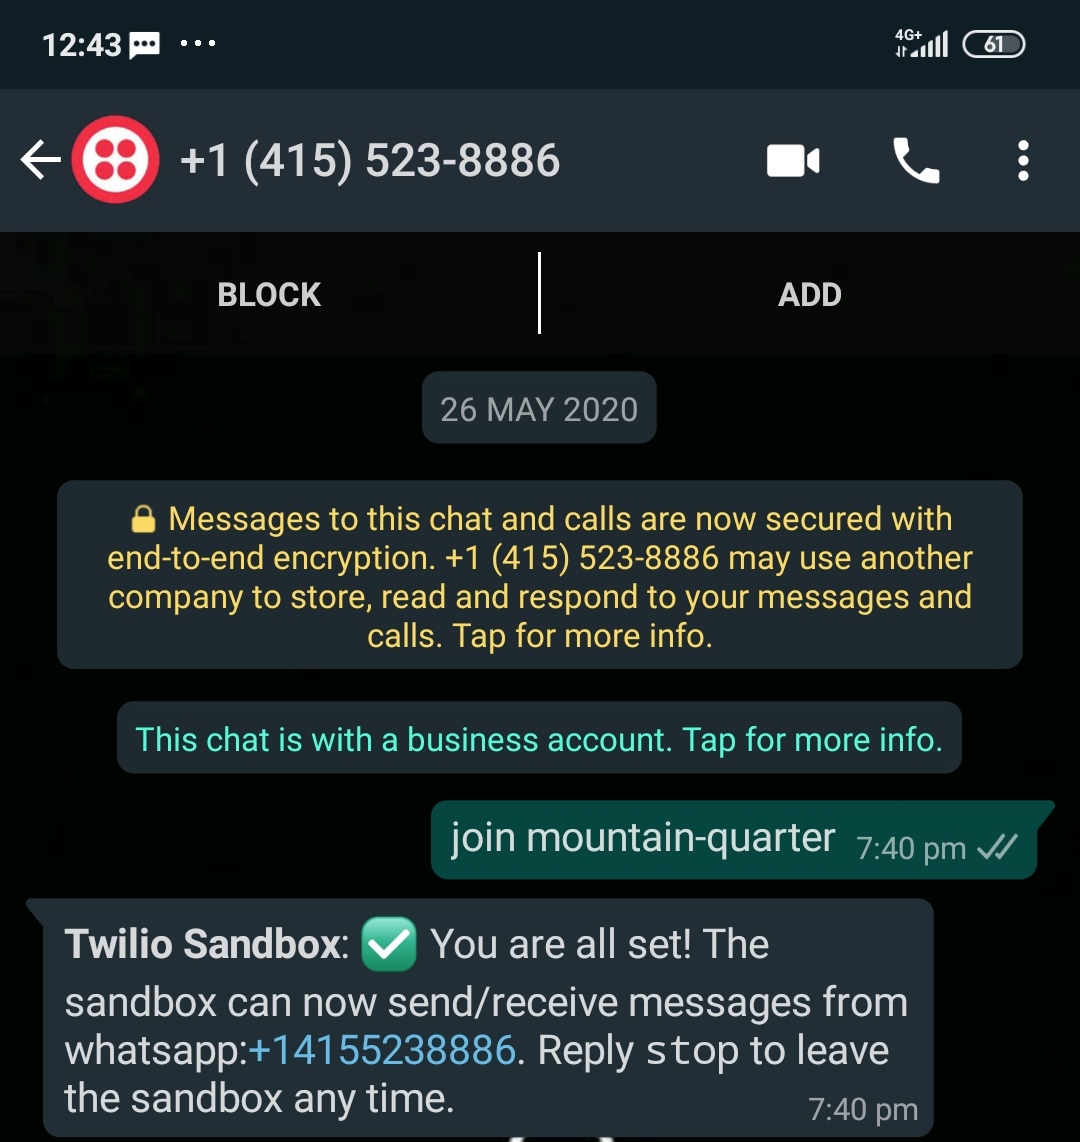 12:43
4G+
61
+1 (415) 523-8886
BLOCK
ADD
26 MAY 2020
🔒 Messages to this chat and calls are now secured with
end-to-end encryption. +1 (415) 523-8886 may use another
company to store, read and respond to your messages and
calls. Tap for more info.
This chat is with a business account. Tap for more info.
join mountain-quarter 7:40 pm
Twilio Sandbox: ✅ You are all set! The
sandbox can now send/receive messages from
whatsapp:+14155238886. Reply stop to leave
the sandbox any time.
7:40 pm